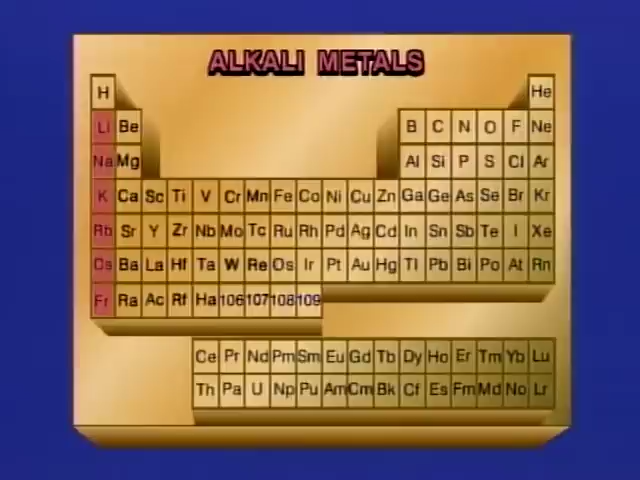 ALKALI METALS
H He
Li Be B C N O F Ne
Na Mg Al Si P S Cl Ar
K Ca Sc Ti V Cr Mn Fe Co Ni Cu Zn Ga Ge As Se Br Kr
Rb Sr Y Zr Nb Mo Tc Ru Rh Pd Ag Cd In Sn Sb Te I Xe
Cs Ba La Hf Ta W Re Os Ir Pt Au Hg Tl Pb Bi Po At Rn
Fr Ra Ac Rf Ha 106 107 108 109
Ce Pr Nd Pm Sm Eu Gd Tb Dy Ho Er Tm Yb Lu
Th Pa U Np Pu Am Cm Bk Cf Es Fm Md No Lr